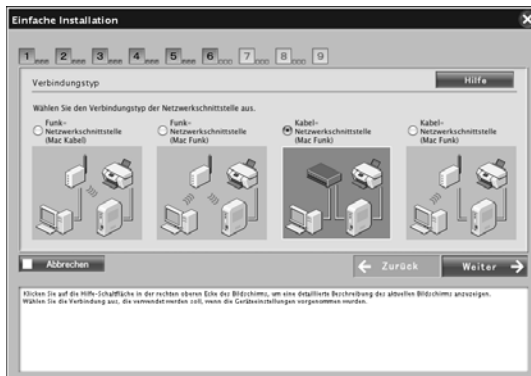 Einfache Installation
1 2 3 4 5 6 7 8 9
Verbindungstyp
Hilfe
Wählen Sie den Verbindungstyp der Netzwerkschnittstelle aus.
Funk-
Netzwerkschnittstelle
(Mac Kabel)
Funk-
Netzwerkschnittstelle
(Mac Funk)
Kabel-
Netzwerkschnittstelle
(Mac Funk)
Kabel-
Netzwerkschnittstelle
(Mac Funk)
Abbrechen
Zurück
Weiter
Klicken Sie auf die Hilfe-Schaltfläche in der rechten oberen Ecke des Bildschirms, um eine detaillierte Beschreibung des aktuellen Bildschirms anzuzeigen.
Wählen Sie die Verbindung aus, die verwendet werden soll, wenn die Geräteeinstellungen vorgenommen wurden.